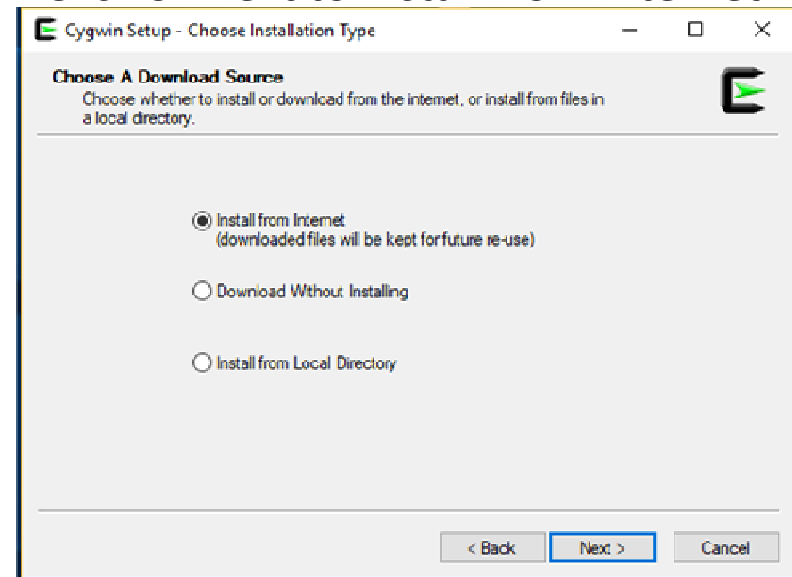 Cygwin Setup - Choose Installation Type
Choose A Download Source
Choose whether to install or download from the internet, or install from files in
a local directory.
Install from Internet
(downloaded files will be kept for future re-use)
Download Without Installing
Install from Local Directory
< Back
Next >
Cancel